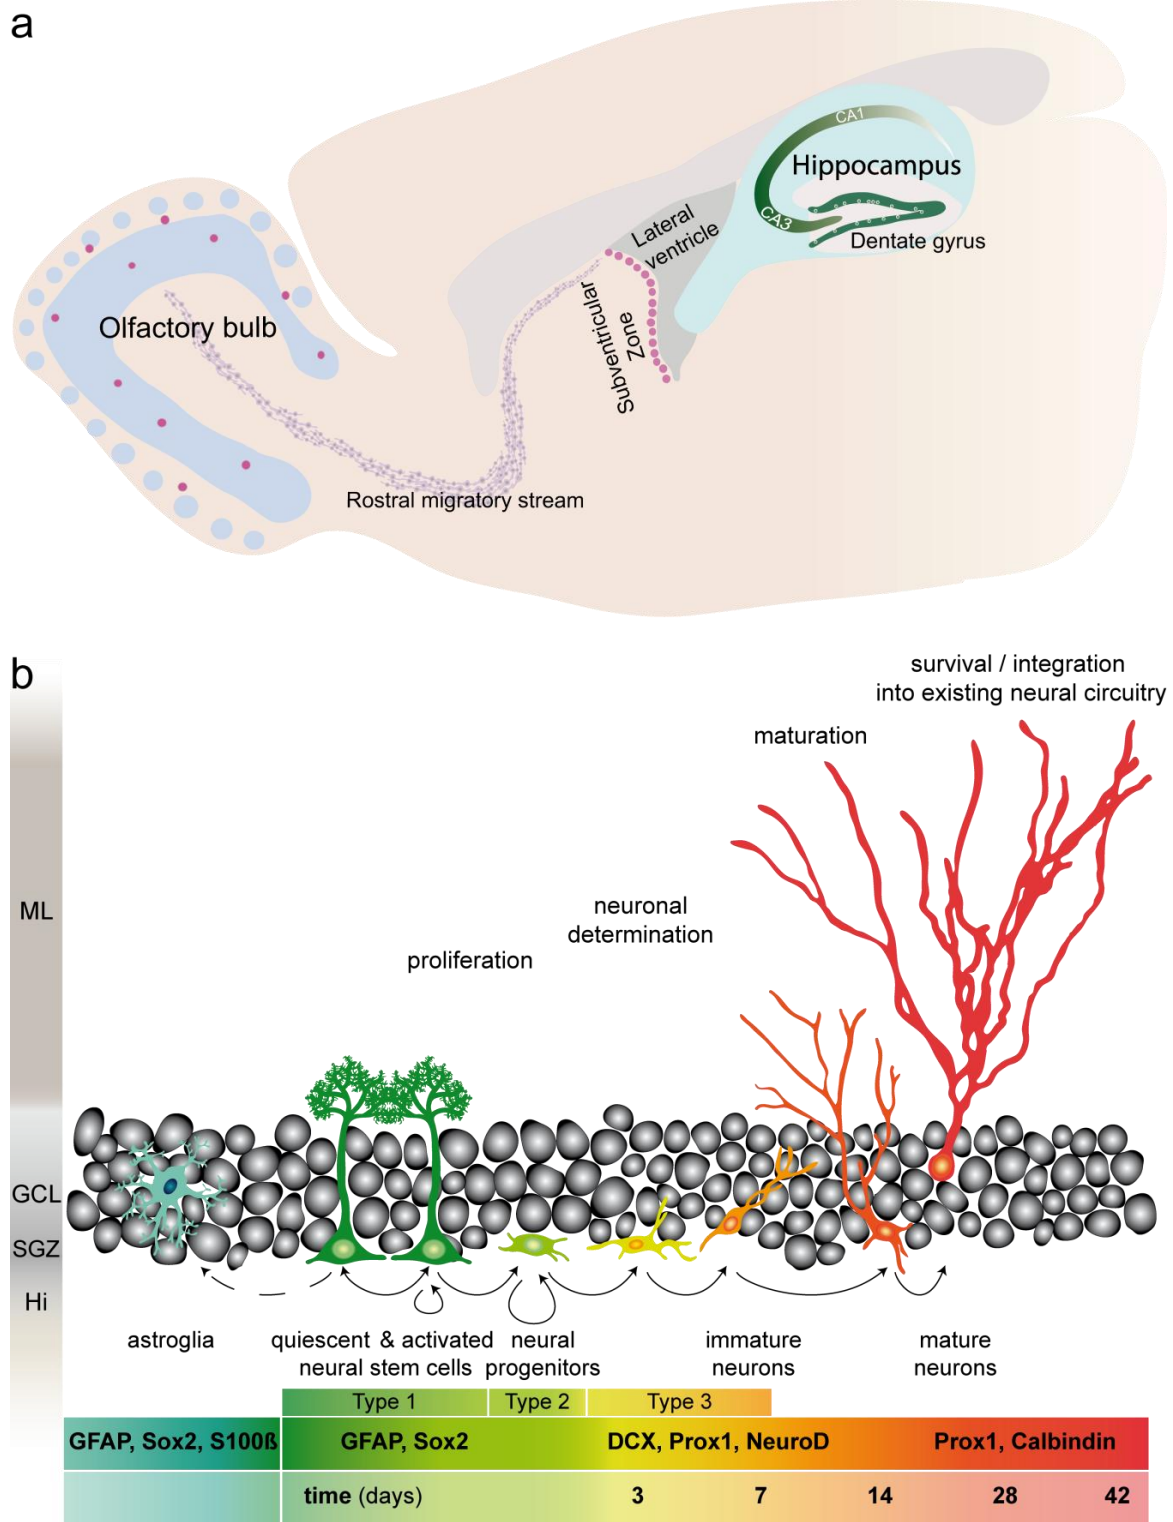 a
CA1
Hippocampus
CA3
Dentate gyrus
Lateral
ventricle
Subventricular
Zone
Olfactory bulb
Rostral migratory stream
b
survival / integration
into existing neural circuitry
maturation
neuronal
determination
proliferation
ML
GCL
SGZ
Hi
astroglia
quiescent & activated
neural stem cells
neural
progenitors
immature
neurons
mature
neurons
Type 1
Type 2
Type 3
GFAP, Sox2, S100ß
GFAP, Sox2
DCX, Prox1, NeuroD
Prox1, Calbindin
time (days)
3
7
14
28
42